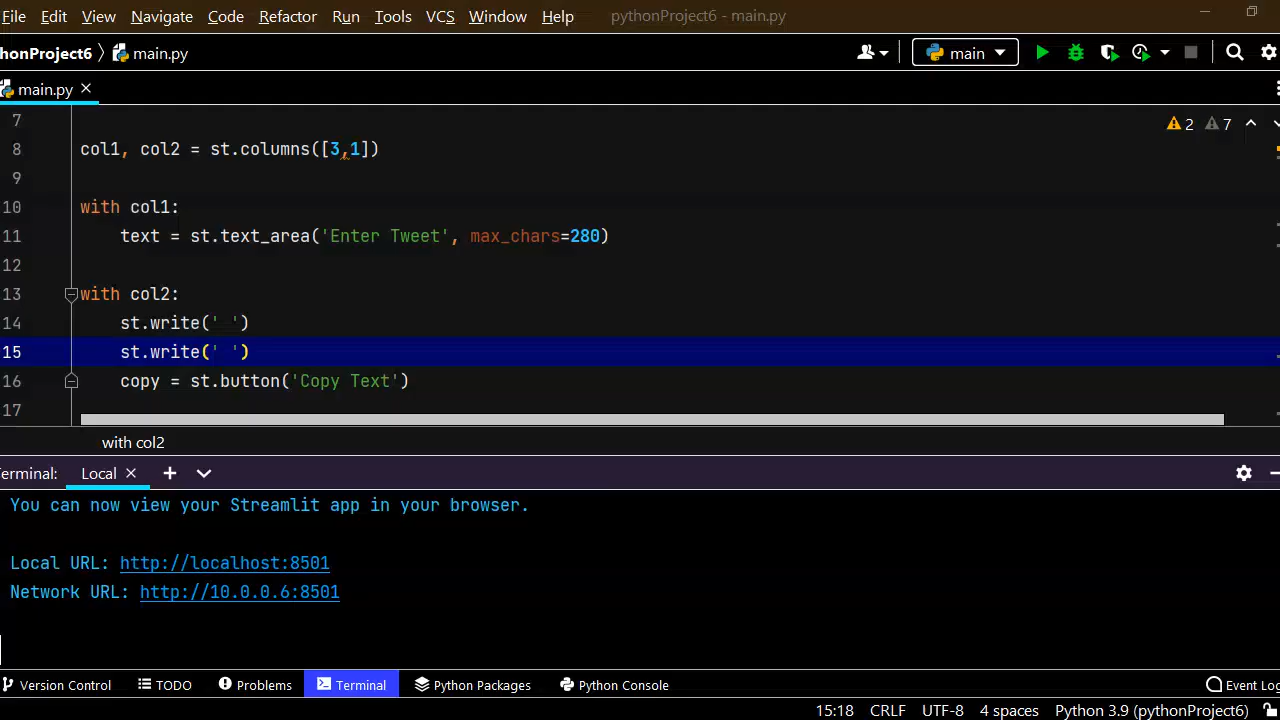 File Edit View Navigate Code Refactor Run Tools VCS Window Help pythonProject6 - main.py
honProject6 main.py main
main.py
7 2 7
8 col1, col2 = st.columns([3,1])
9
10 with col1:
11 text = st.text_area('Enter Tweet', max_chars=280)
12
13 with col2:
14 st.write(' ')
15 st.write(' ')
16 copy = st.button('Copy Text')
17
with col2
erminal: Local
You can now view your Streamlit app in your browser.
Local URL: http://localhost:8501
Network URL: http://10.0.0.6:8501
Version Control TODO Problems Terminal Python Packages Python Console Event Log
15:18 CRLF UTF-8 4 spaces Python 3.9 (pythonProject6)